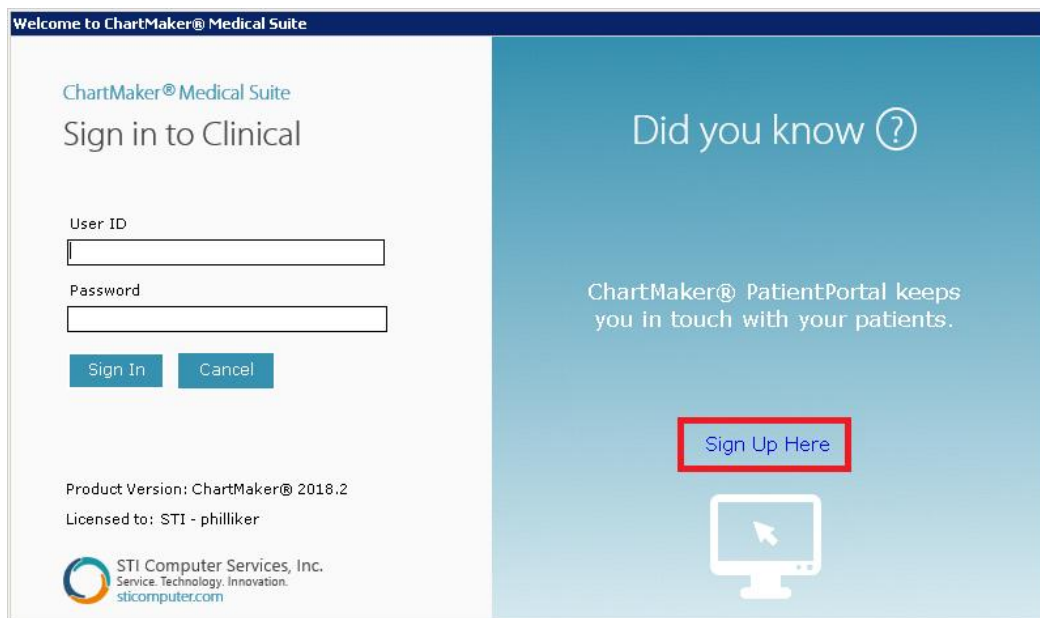 Welcome to ChartMaker® Medical Suite
ChartMaker® Medical Suite
Sign in to Clinical
User ID
Password
Sign In
Cancel
Product Version: ChartMaker® 2018.2
Licensed to: STI - philliker
STI Computer Services, Inc.
Service. Technology. Innovation.
sticomputer.com
Did you know ?
ChartMaker® PatientPortal keeps
you in touch with your patients.
Sign Up Here